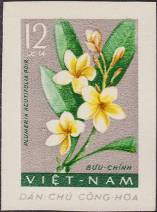 12
XU
PLUMERIA ACUTIFOLIA POIR.
BƯU-CHÍNH
VIỆT-NAM
DÂN-CHỦ CỘNG-HÒA